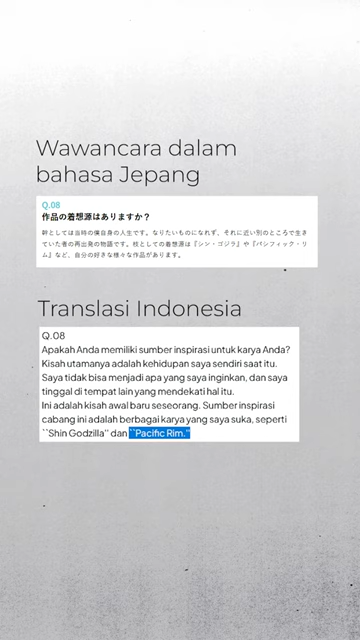 Wawancara dalam
bahasa Jepang
Q.08
作品の着想源はありますか？
幹としては当時の僕自身の人生です。なりたいものになれず、それに近い別のところで生き
ていた者の再出発の物語です。枝としての着想源は『シン・ゴジラ』や『パシフィック・リ
ム』など、自分の好きな様々な作品があります。
Translasi Indonesia
Q.08
Apakah Anda memiliki sumber inspirasi untuk karya Anda?
Kisah utamanya adalah kehidupan saya sendiri saat itu.
Saya tidak bisa menjadi apa yang saya inginkan, dan saya
tinggal di tempat lain yang mendekati hal itu.
Ini adalah kisah awal baru seseorang. Sumber inspirasi
cabang ini adalah berbagai karya yang saya suka, seperti
``Shin Godzilla'' dan ``Pacific Rim.''